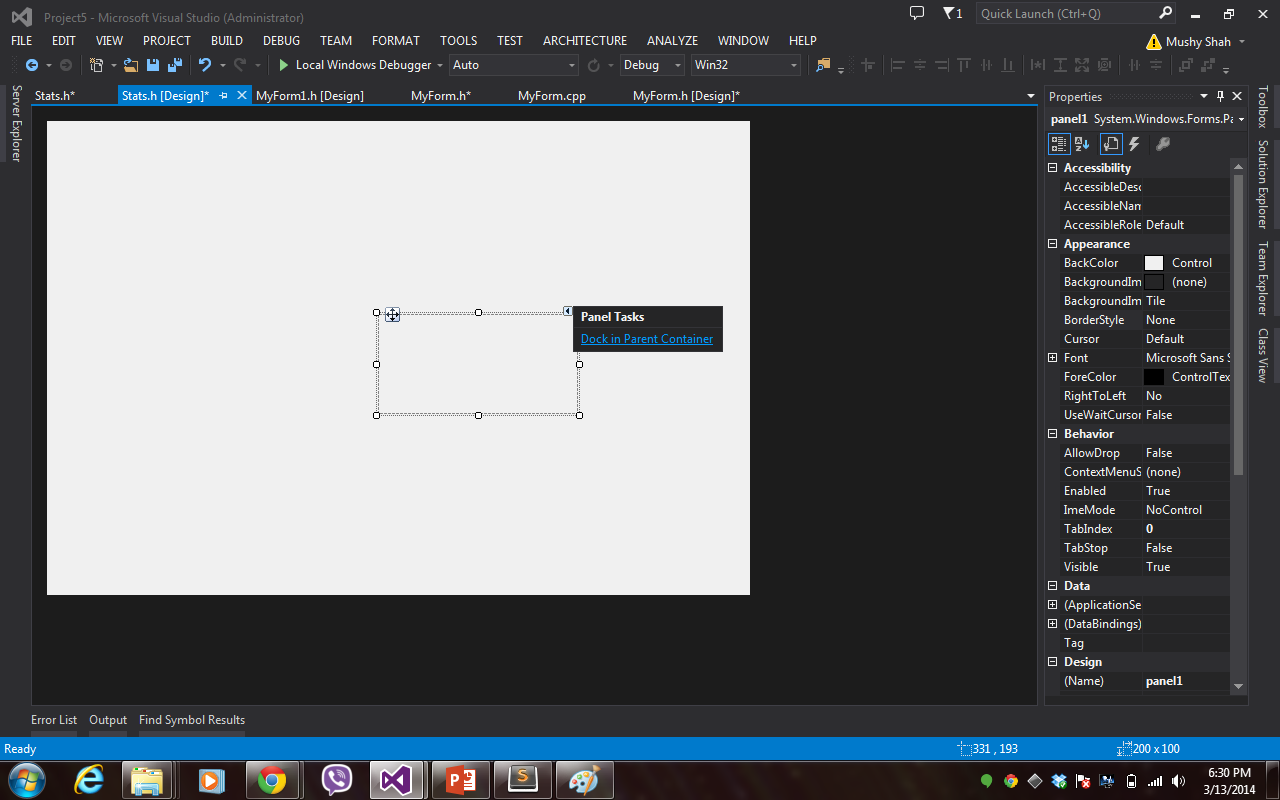 Project5 - Microsoft Visual Studio (Administrator)
1
Quick Launch (Ctrl+Q)
FILE EDIT VIEW PROJECT BUILD DEBUG TEAM FORMAT TOOLS TEST ARCHITECTURE ANALYZE WINDOW HELP
Mushy Shah
Local Windows Debugger Auto Debug Win32
Server Explorer
Stats.h* Stats.h [Design]* MyForm1.h [Design] MyForm.h* MyForm.cpp MyForm.h [Design]*
Panel Tasks
Dock in Parent Container
Properties
panel1 System.Windows.Forms.Pa
Accessibility
AccessibleDesc
AccessibleNam
AccessibleRole Default
Appearance
BackColor Control
BackgroundIm (none)
BackgroundIm Tile
BorderStyle None
Cursor Default
Font Microsoft Sans S
ForeColor ControlTex
RightToLeft No
UseWaitCursor False
Behavior
AllowDrop False
ContextMenuS (none)
Enabled True
ImeMode NoControl
TabIndex 0
TabStop False
Visible True
Data
(ApplicationSe
(DataBindings)
Tag
Design
(Name) panel1
Toolbox
Solution Explorer
Team Explorer
Class View
Error List Output Find Symbol Results
Ready 331 , 193 200 x 100
6:30 PM
3/13/2014